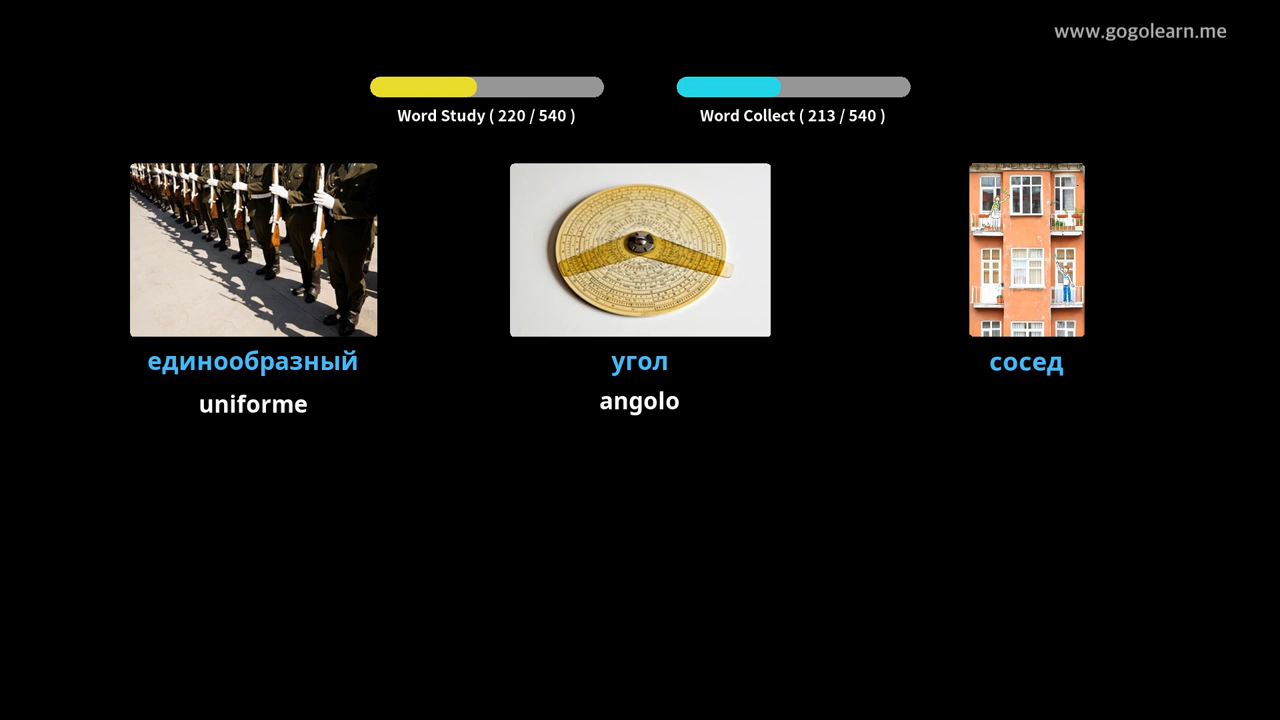 www.gogolearn.me
Word Study ( 220 / 540 )
Word Collect ( 213 / 540 )
единообразный
угол
сосед
uniforme
angolo